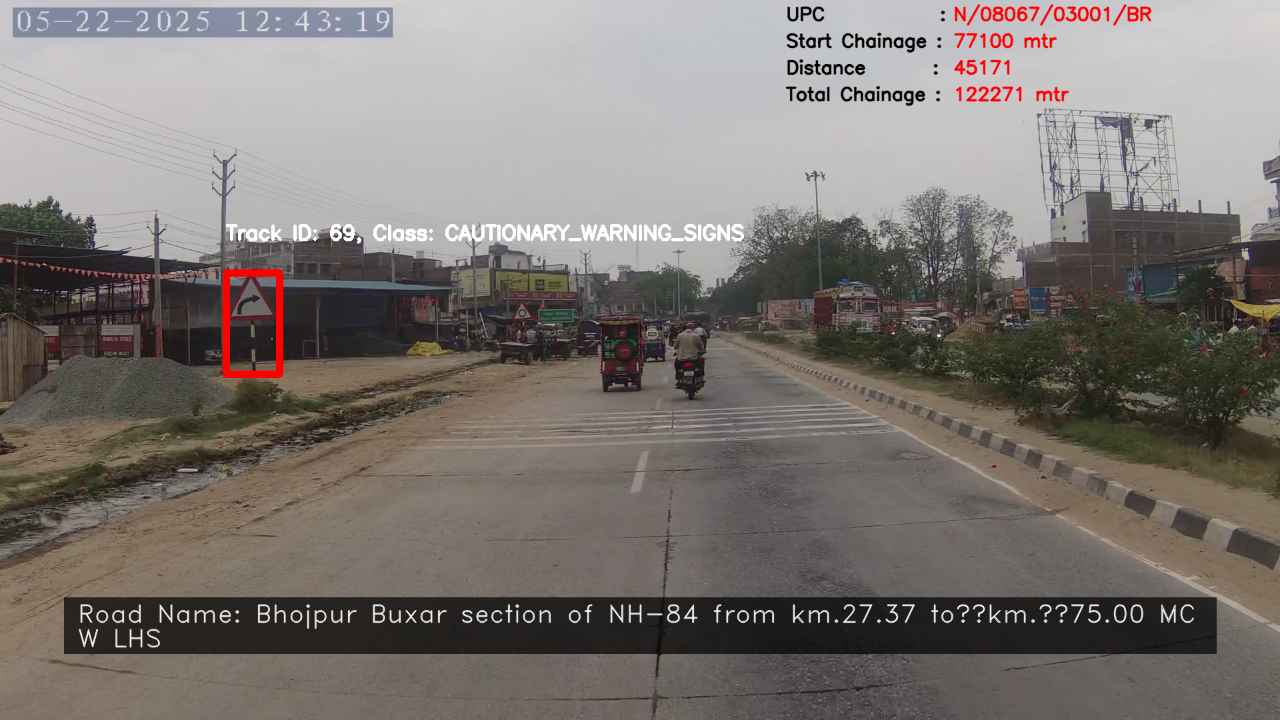 05-22-2025 12:43:19
UPC : N/08067/03001/BR
Start Chainage : 77100 mtr
Distance : 45171
Total Chainage : 122271 mtr
Track ID: 69, Class: CAUTIONARY_WARNING_SIGNS
Road Name: Bhojpur Buxar section of NH-84 from km.27.37 to??km.??75.00 MC
W LHS